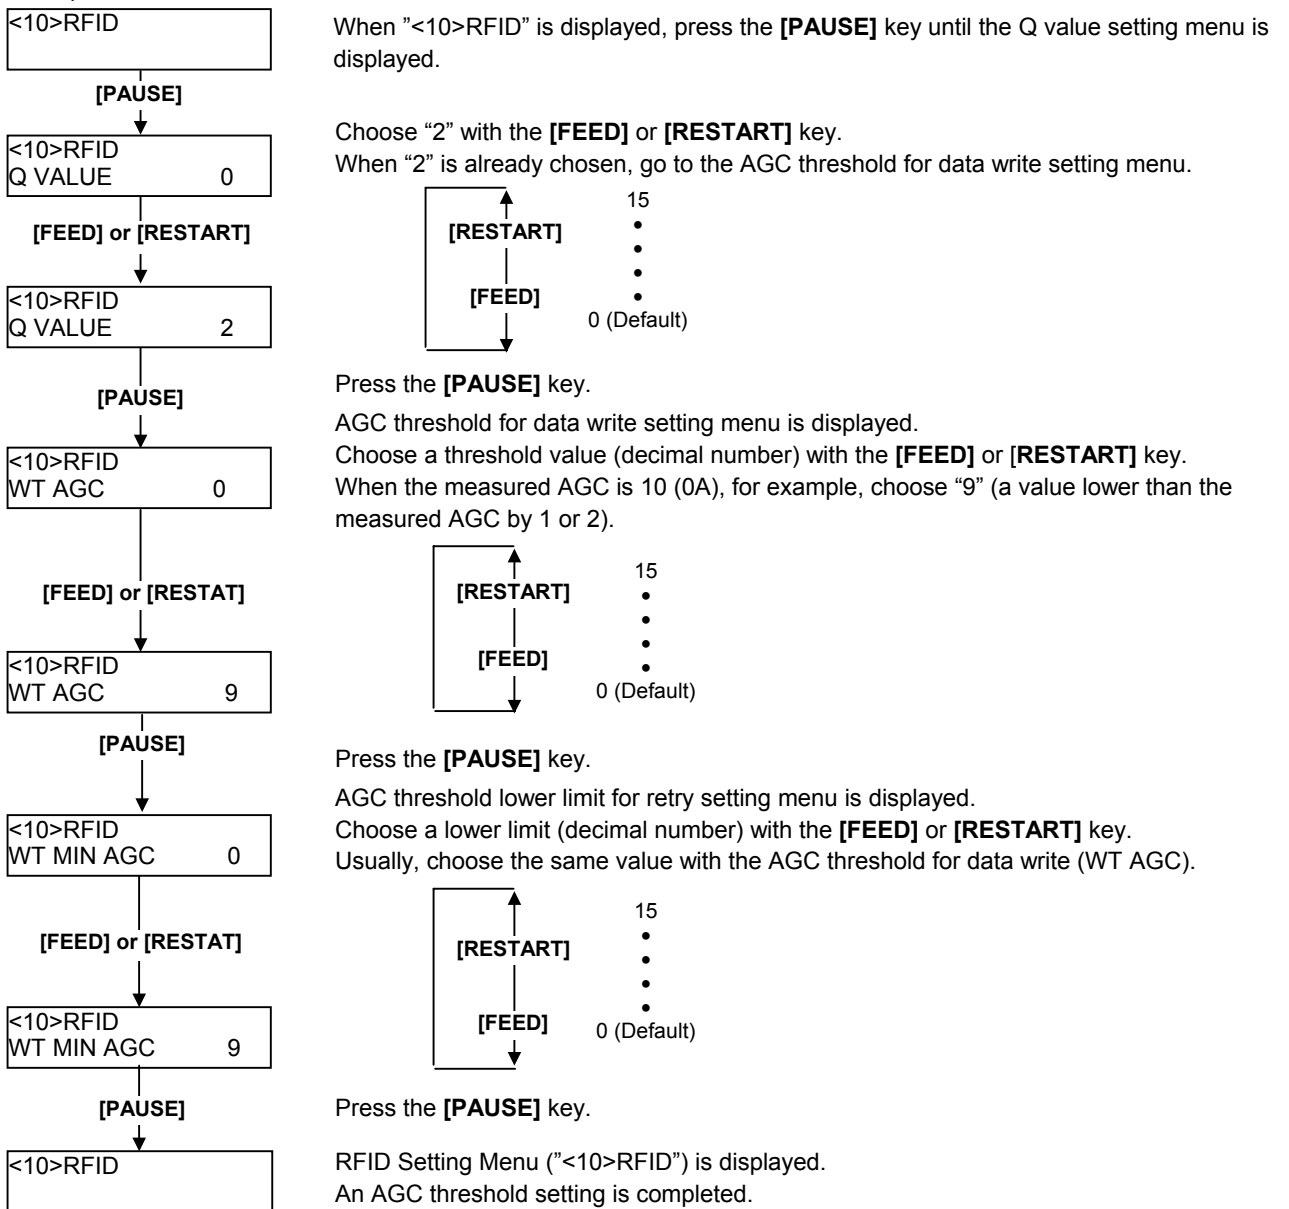 <10>RFID
When ”<10>RFID” is displayed, press the [PAUSE] key until the Q value setting menu is
displayed.
[PAUSE]
<10>RFID
Q VALUE 0
Choose “2” with the [FEED] or [RESTART] key.
When “2” is already chosen, go to the AGC threshold for data write setting menu.
[FEED] or [RESTART]
15
[RESTART]
•
•
•
[FEED]
•
0 (Default)
<10>RFID
Q VALUE 2
[PAUSE]
Press the [PAUSE] key.
AGC threshold for data write setting menu is displayed.
Choose a threshold value (decimal number) with the [FEED] or [RESTART] key.
When the measured AGC is 10 (0A), for example, choose “9” (a value lower than the
measured AGC by 1 or 2).
<10>RFID
WT AGC 0
[FEED] or [RESTAT]
15
[RESTART]
•
•
•
[FEED]
•
0 (Default)
<10>RFID
WT AGC 9
[PAUSE]
Press the [PAUSE] key.
AGC threshold lower limit for retry setting menu is displayed.
Choose a lower limit (decimal number) with the [FEED] or [RESTART] key.
Usually, choose the same value with the AGC threshold for data write (WT AGC).
<10>RFID
WT MIN AGC 0
[FEED] or [RESTAT]
15
[RESTART]
•
•
•
•
[FEED]
0 (Default)
<10>RFID
WT MIN AGC 9
[PAUSE]
Press the [PAUSE] key.
<10>RFID
RFID Setting Menu (”<10>RFID”) is displayed.
An AGC threshold setting is completed.